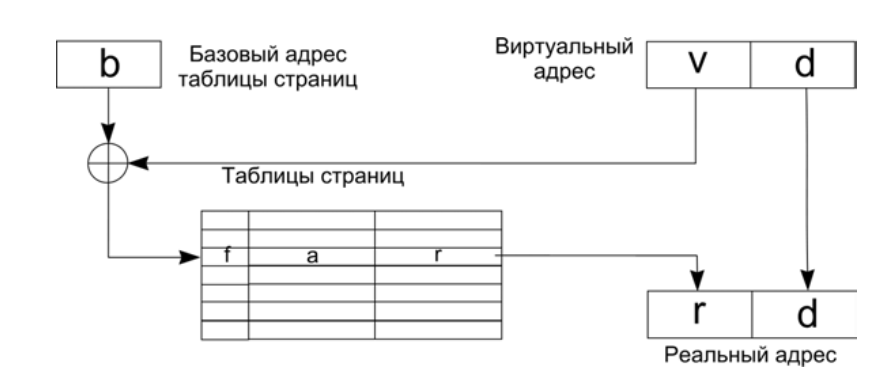 b
Базовый адрес
таблицы страниц
Виртуальный
адрес
v
d
Таблицы страниц
f
a
r
r
d
Реальный адрес